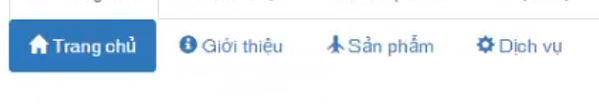 Trang chủ Giới thiệu Sản phẩm Dịch vụ